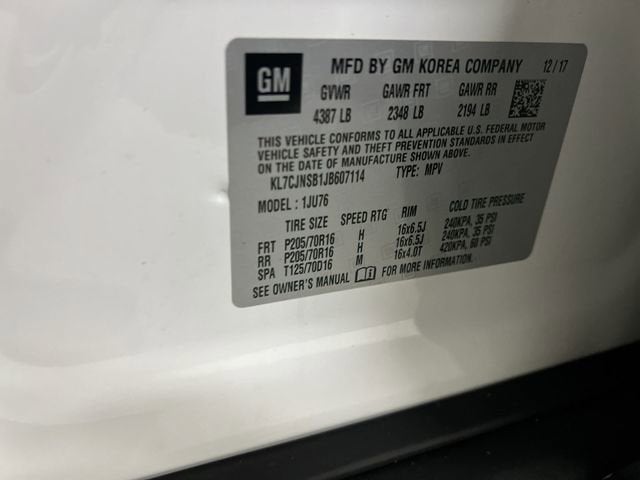 GM MFD BY GM KOREA COMPANY 12/17
GVWR GAWR FRT GAWR RR
4387 LB 2348 LB 2194 LB
THIS VEHICLE CONFORMS TO ALL APPLICABLE U.S. FEDERAL MOTOR
VEHICLE SAFETY AND THEFT PREVENTION STANDARDS IN EFFECT
ON THE DATE OF MANUFACTURE SHOWN ABOVE.
KL7CJNSB1JB607114 TYPE: MPV
MODEL : 1JU76
TIRE SIZE SPEED RTG RIM COLD TIRE PRESSURE
FRT P205/70R16 H 16x6.5J 240KPA, 35 PSI
RR P205/70R16 H 16x6.5J 240KPA, 35 PSI
SPA T125/70D16 M 16x4.0T 420KPA, 60 PSI
SEE OWNER'S MANUAL FOR MORE INFORMATION.